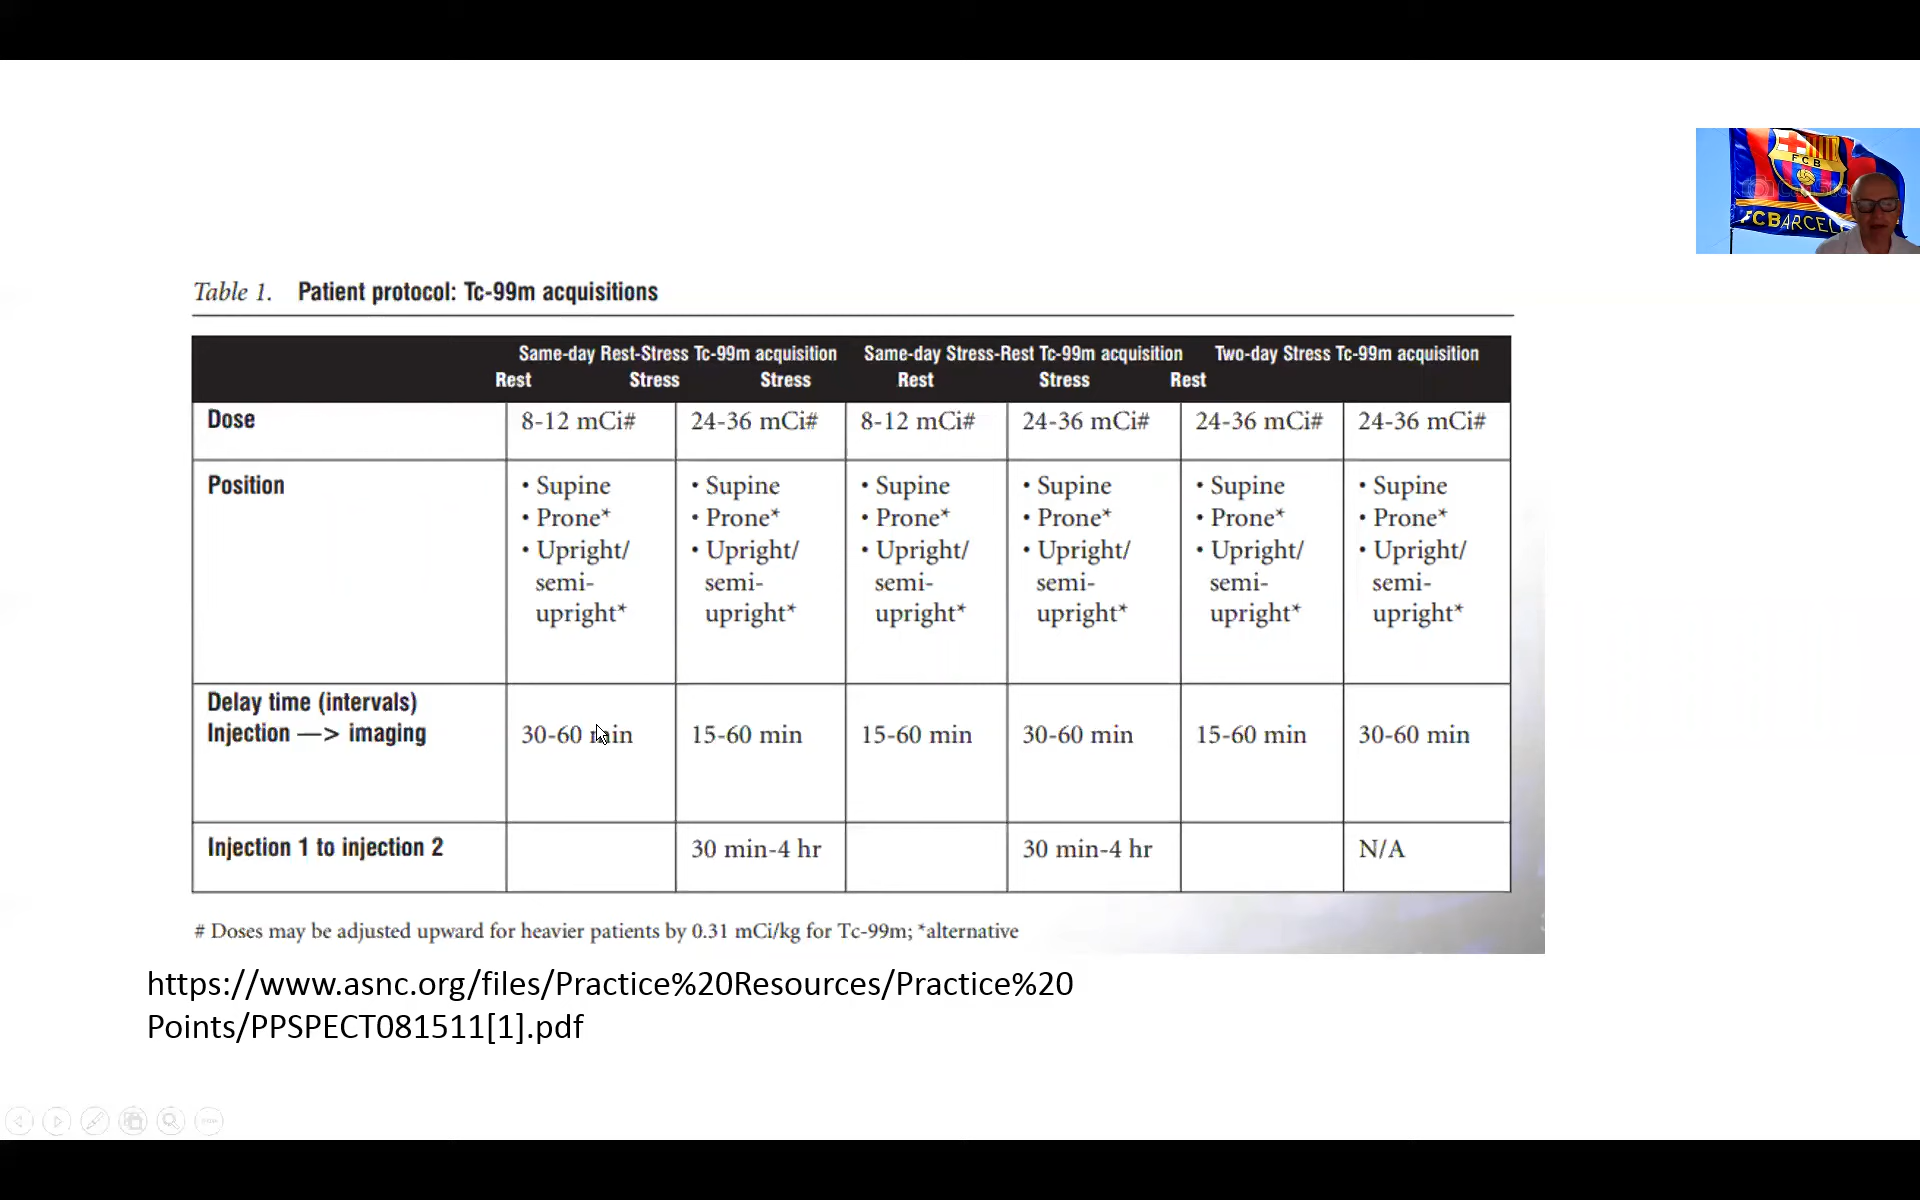 FCB
FCBARCEL
Table 1. Patient protocol: Tc-99m acquisitions
Same-day Rest-Stress Tc-99m acquisition Same-day Stress-Rest Tc-99m acquisition Two-day Stress Tc-99m acquisition
Rest Stress Stress Rest Stress Rest
Dose 8-12 mCi# 24-36 mCi# 8-12 mCi# 24-36 mCi# 24-36 mCi# 24-36 mCi#
Position • Supine • Supine • Supine • Supine • Supine • Supine
• Prone* • Prone* • Prone* • Prone* • Prone* • Prone*
• Upright/ • Upright/ • Upright/ • Upright/ • Upright/ • Upright/
semi- semi- semi- semi- semi- semi-
upright* upright* upright* upright* upright* upright*
Delay time (intervals)
Injection —> imaging 30-60 min 15-60 min 15-60 min 30-60 min 15-60 min 30-60 min
Injection 1 to injection 2 30 min-4 hr 30 min-4 hr N/A
# Doses may be adjusted upward for heavier patients by 0.31 mCi/kg for Tc-99m; *alternative
https://www.asnc.org/files/Practice%20Resources/Practice%20
Points/PPSPECT081511[1].pdf